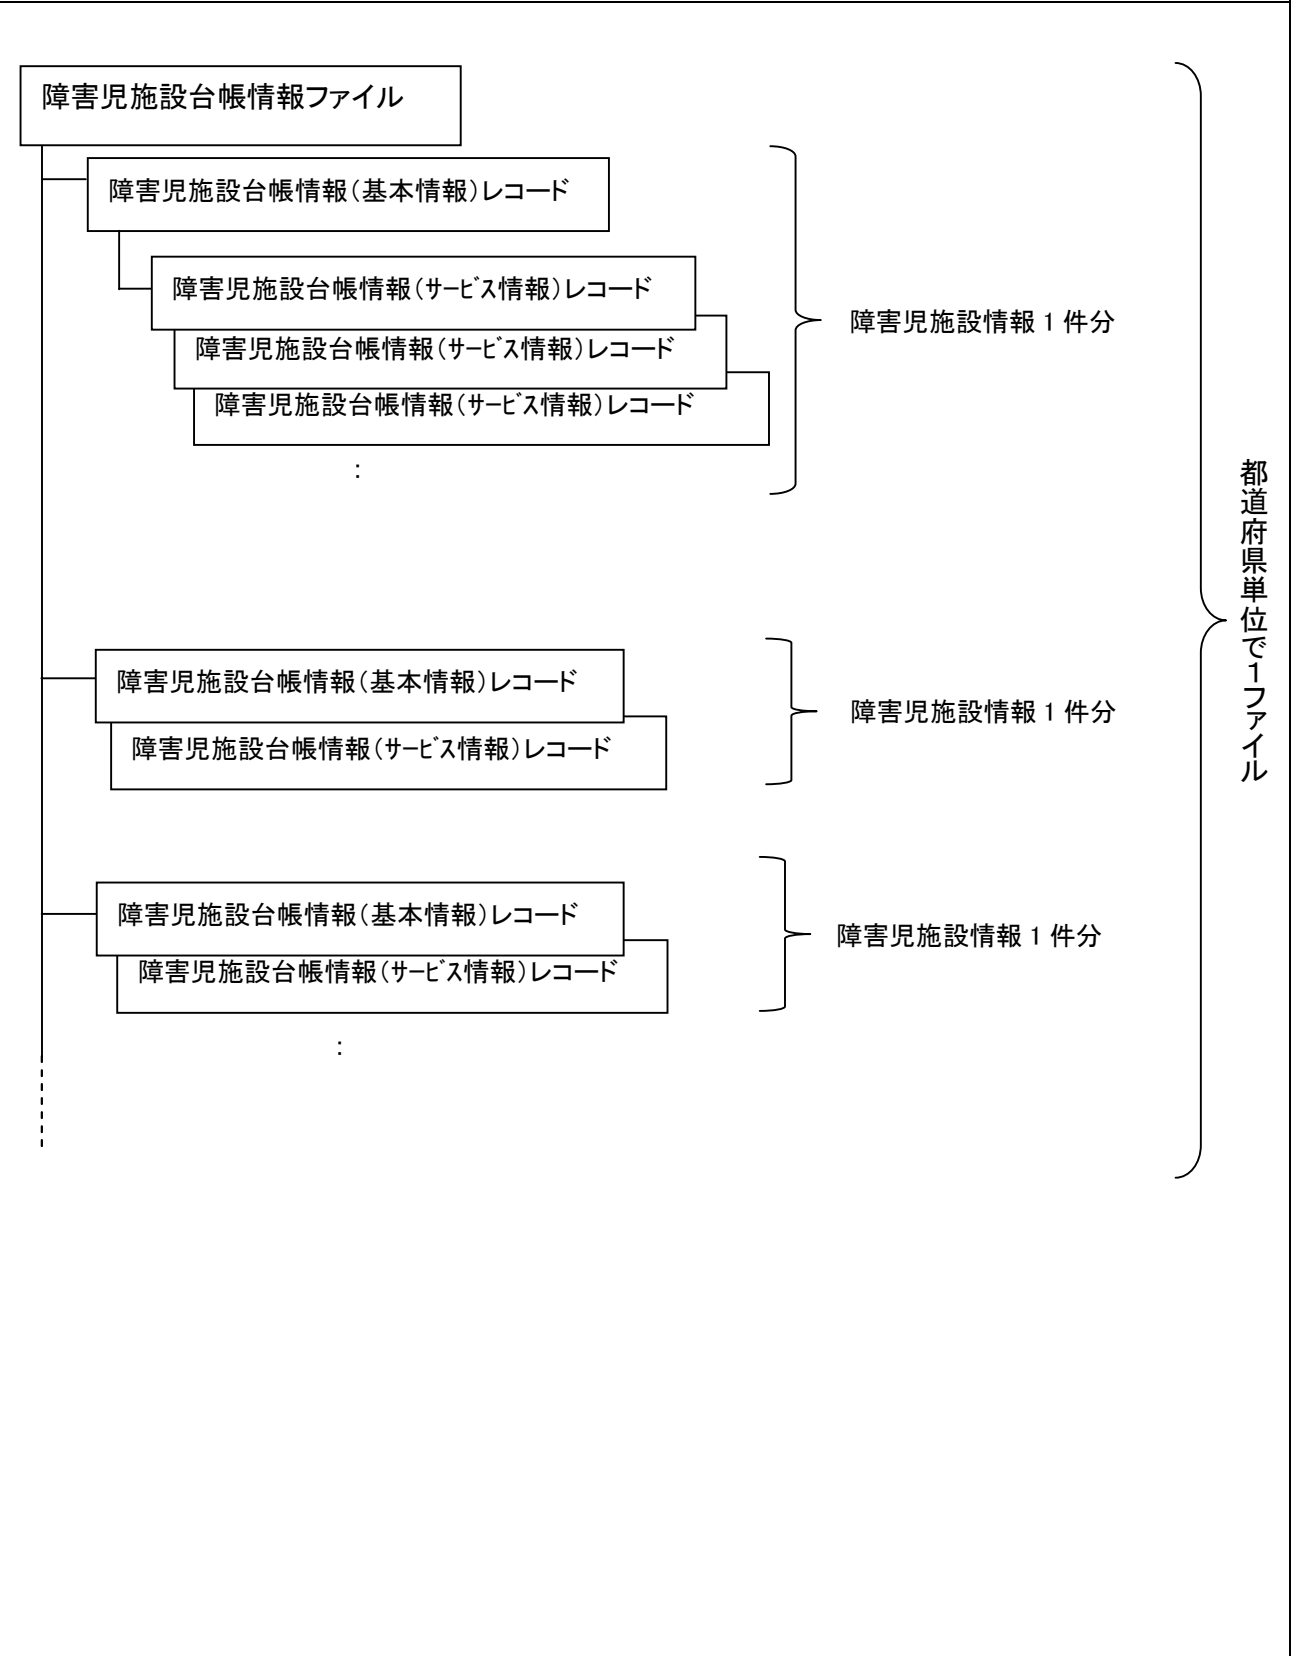 障害児施設台帳情報ファイル
障害児施設台帳情報（基本情報）レコード
障害児施設台帳情報（ｻｰﾋﾞｽ情報）レコード
障害児施設台帳情報（ｻｰﾋﾞｽ情報）レコード
障害児施設台帳情報（ｻｰﾋﾞｽ情報）レコード
：
障害児施設情報 1 件分
障害児施設台帳情報（基本情報）レコード
障害児施設台帳情報（ｻｰﾋﾞｽ情報）レコード
障害児施設情報 1 件分
障害児施設台帳情報（基本情報）レコード
障害児施設台帳情報（ｻｰﾋﾞｽ情報）レコード
：
障害児施設情報 1 件分
都道府県単位で１ファイル